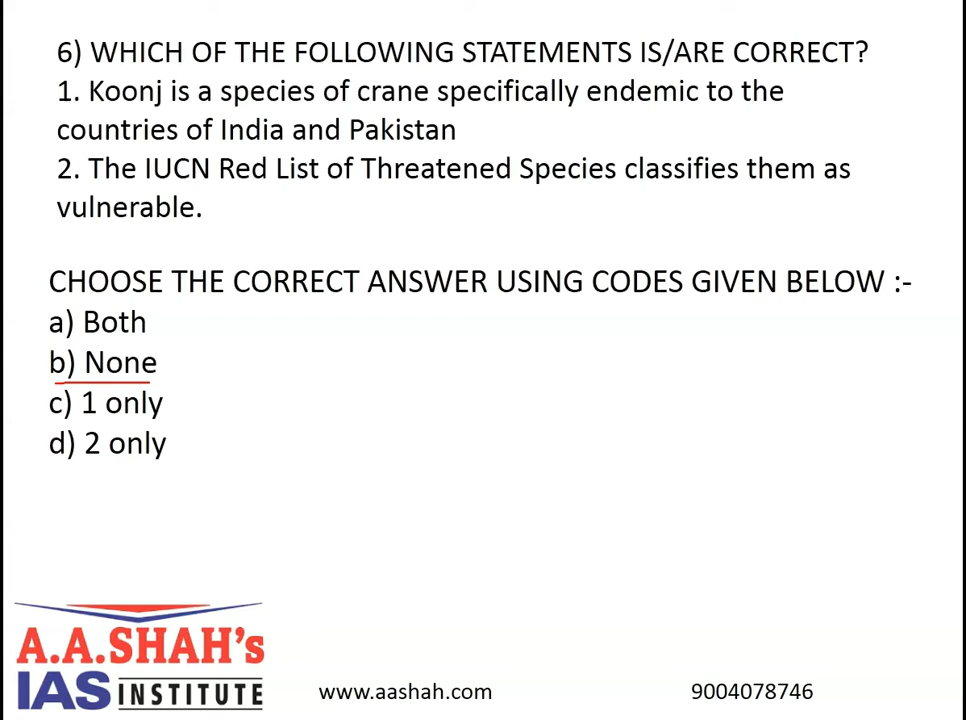 6) WHICH OF THE FOLLOWING STATEMENTS IS/ARE CORRECT?
1. Koonj is a species of crane specifically endemic to the
countries of India and Pakistan
2. The IUCN Red List of Threatened Species classifies them as
vulnerable.
CHOOSE THE CORRECT ANSWER USING CODES GIVEN BELOW :-
a) Both
b) None
c) 1 only
d) 2 only
A.A.SHAH's
IAS INSTITUTE
www.aashah.com
9004078746